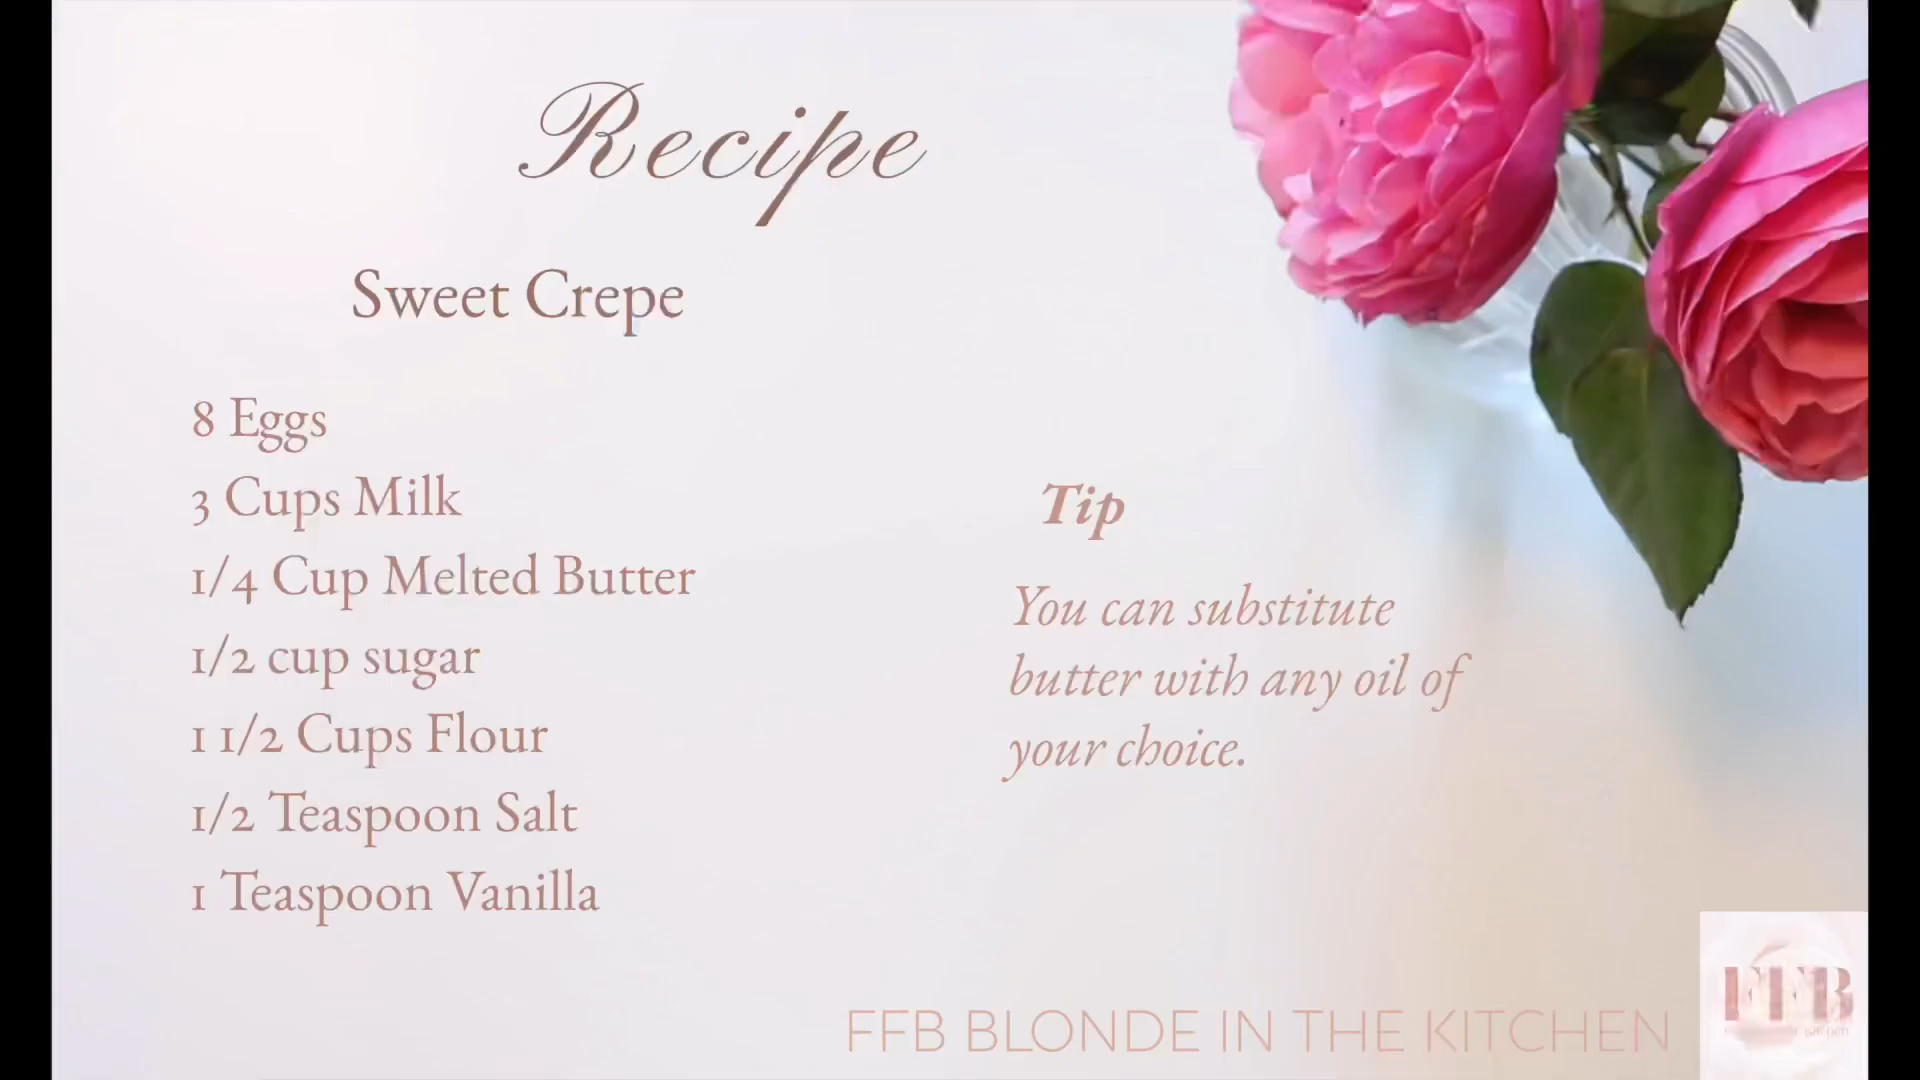 Recipe
Sweet Crepe
8 Eggs
3 Cups Milk
1/4 Cup Melted Butter
1/2 cup sugar
1 1/2 Cups Flour
1/2 Teaspoon Salt
1 Teaspoon Vanilla
Tip
You can substitute
butter with any oil of
your choice.
FFB BLONDE IN THE KITCHEN
FFB